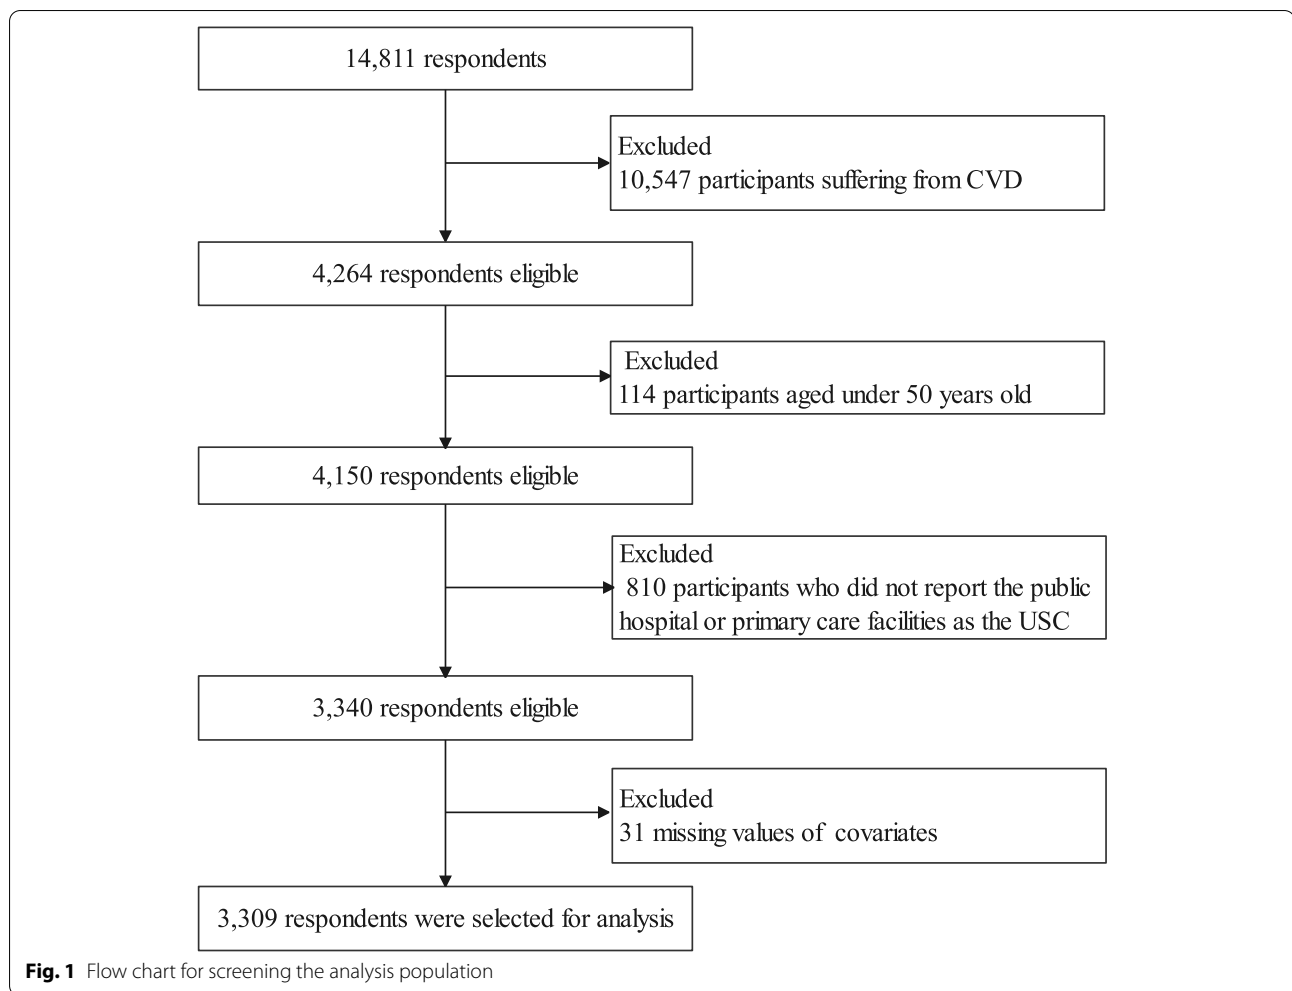 14,811 respondents
Excluded
10,547 participants suffering from CVD
4,264 respondents eligible
Excluded
114 participants aged under 50 years old
4,150 respondents eligible
Excluded
810 participants who did not report the public
hospital or primary care facilities as the USC
3,340 respondents eligible
Excluded
31 missing values of covariates
3,309 respondents were selected for analysis
Fig. 1 Flow chart for screening the analysis population